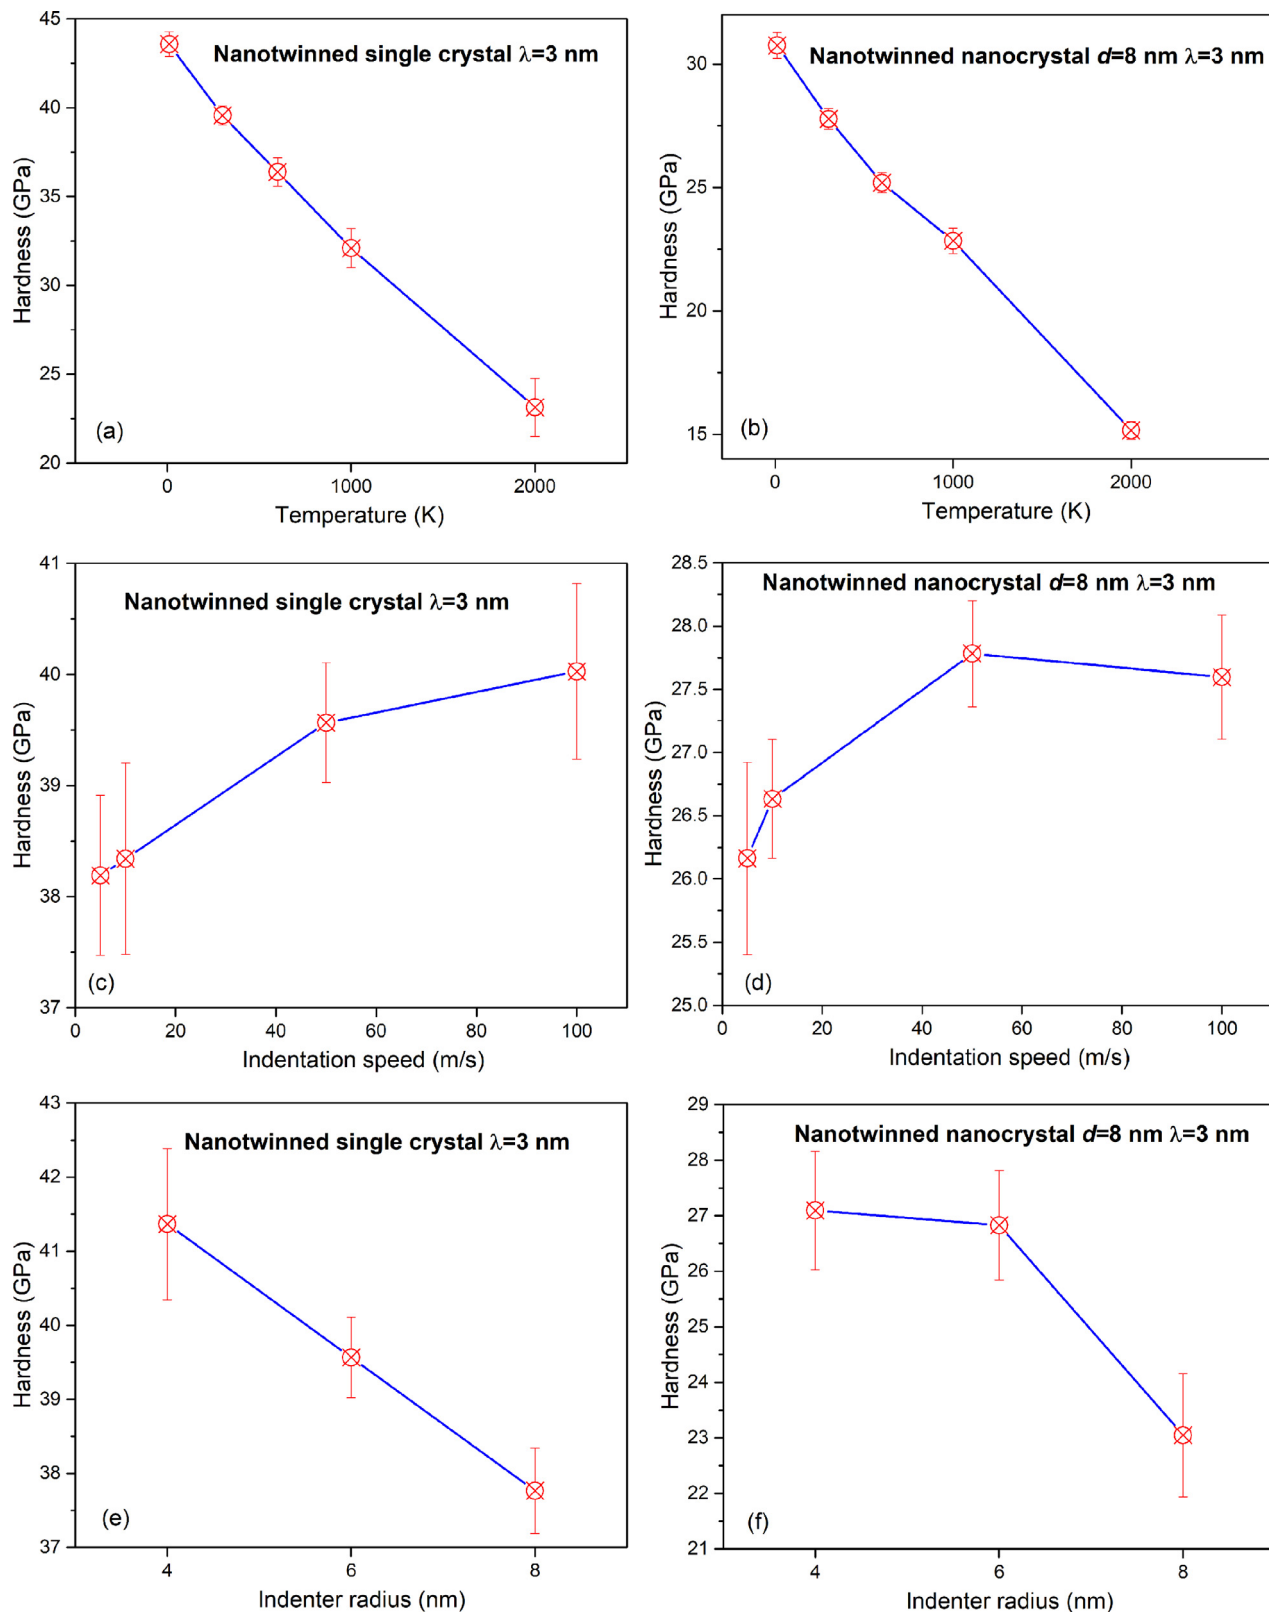 45
40
35
30
25
20
Hardness (GPa)
Nanotwinned single crystal λ=3 nm
(a)
0 1000 2000
Temperature (K)
30
25
20
15
Hardness (GPa)
Nanotwinned nanocrystal d=8 nm λ=3 nm
(b)
0 1000 2000
Temperature (K)
41
40
39
38
37
Hardness (GPa)
Nanotwinned single crystal λ=3 nm
(c)
0 20 40 60 80 100
Indentation speed (m/s)
28.5
28.0
27.5
27.0
26.5
26.0
25.5
25.0
Hardness (GPa)
Nanotwinned nanocrystal d=8 nm λ=3 nm
(d)
0 20 40 60 80 100
Indentation speed (m/s)
43
42
41
40
39
38
37
Hardness (GPa)
Nanotwinned single crystal λ=3 nm
(e)
4 6 8
Indenter radius (nm)
29
28
27
26
25
24
23
22
21
Hardness (GPa)
Nanotwinned nanocrystal d=8 nm λ=3 nm
(f)
4 6 8
Indenter radius (nm)